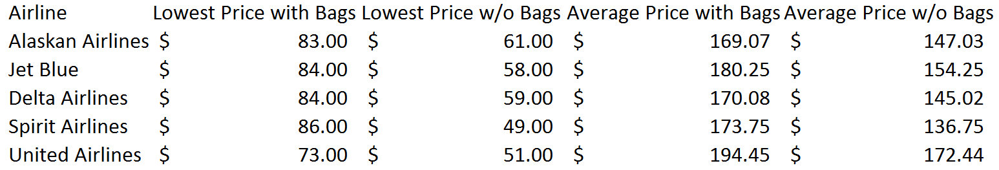 Airline Lowest Price with Bags Lowest Price w/o Bags Average Price with Bags Average Price w/o Bags
Alaskan Airlines $ 83.00 $ 61.00 $ 169.07 $ 147.03
Jet Blue $ 84.00 $ 58.00 $ 180.25 $ 154.25
Delta Airlines $ 84.00 $ 59.00 $ 170.08 $ 145.02
Spirit Airlines $ 86.00 $ 49.00 $ 173.75 $ 136.75
United Airlines $ 73.00 $ 51.00 $ 194.45 $ 172.44